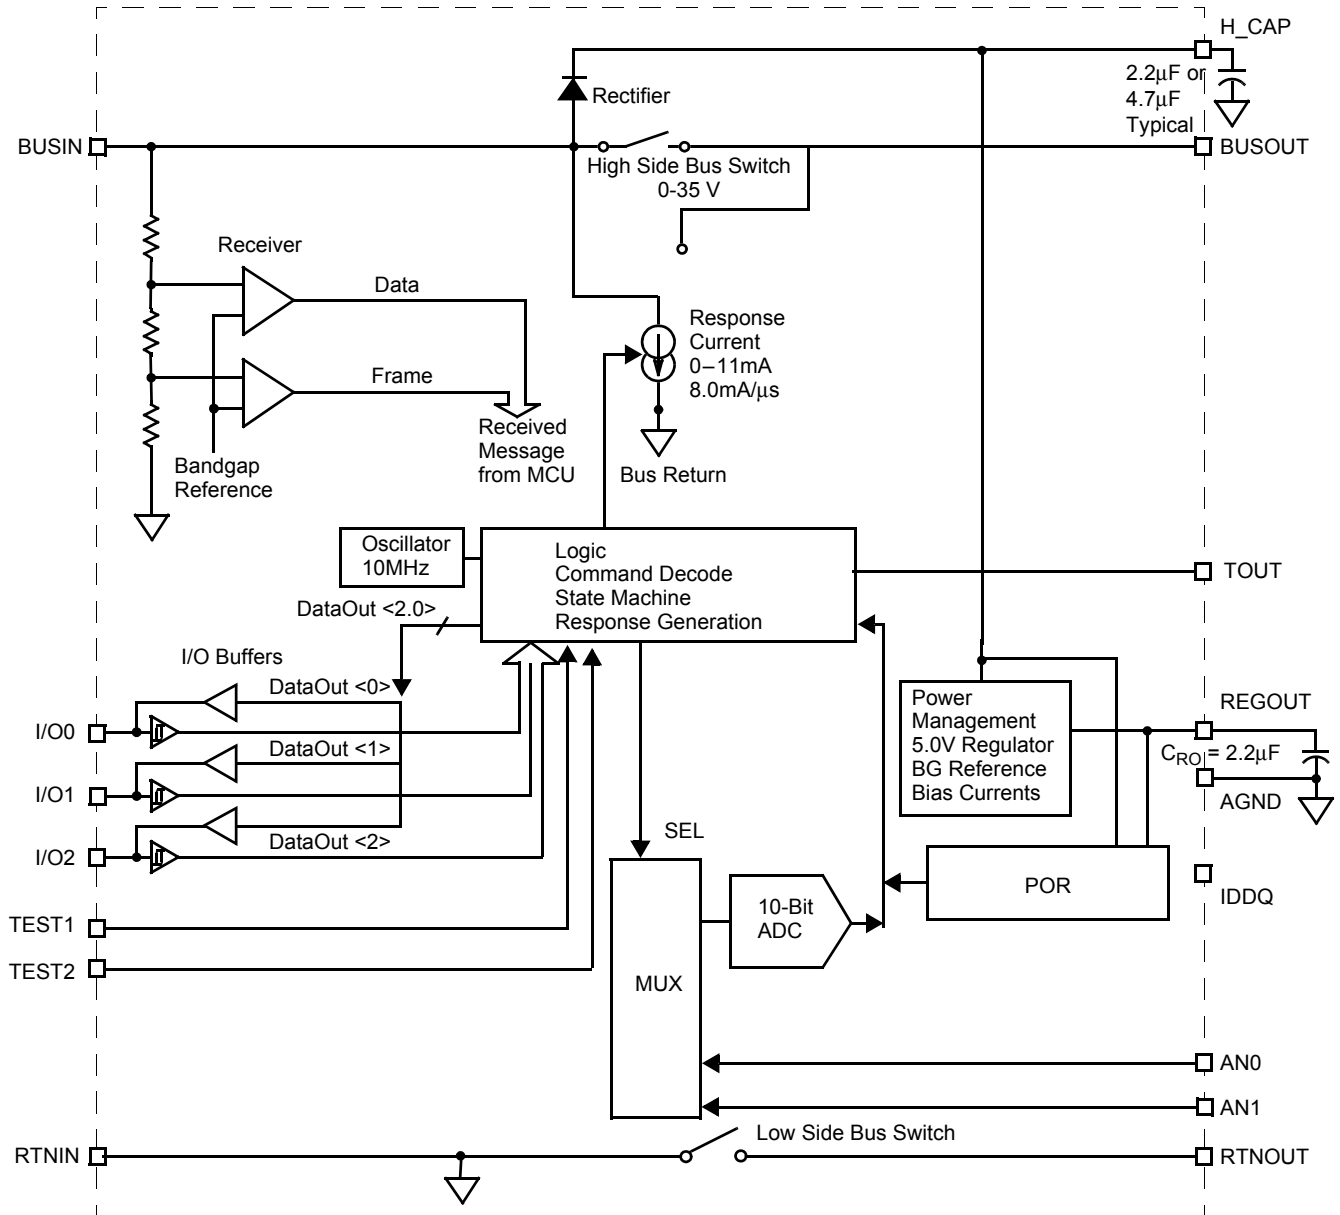 H_CAP
2.2μF or
4.7μF
Typical
Rectifier
BUSIN
BUSOUT
High Side Bus Switch
0-35 V
Receiver
Data
Response
Current
0–11mA
8.0mA/μs
Frame
Received
Message
from MCU
Bandgap
Reference
Bus Return
Oscillator
10MHz
Logic
Command Decode
State Machine
Response Generation
TOUT
DataOut <2.0>
I/O Buffers
DataOut <0>
I/O0
DataOut <1>
I/O1
DataOut <2>
I/O2
Power
Management
5.0V Regulator
BG Reference
Bias Currents
REGOUT
CRO = 2.2μF
AGND
SEL
POR
IDDQ
10-Bit
ADC
TEST1
TEST2
MUX
AN0
AN1
Low Side Bus Switch
RTNIN
RTNOUT